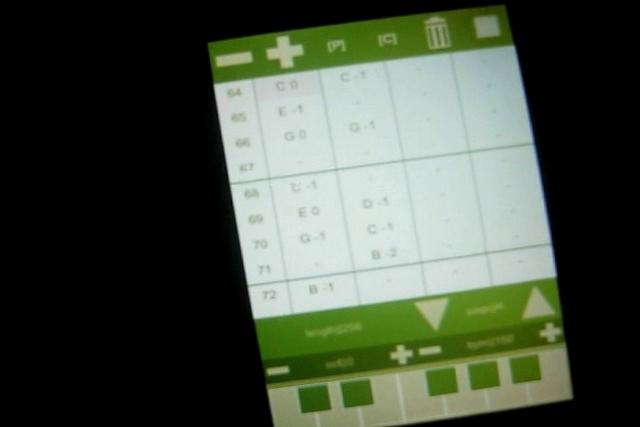 [P] [C]
64 C 0 C -1 - -
65 E -1 - - -
66 G 0 G -1 - -
67 - - - -
68 C -1 - - -
69 E 0 D -1 - -
70 G -1 C -1 - -
71 - B -2 - -
72 B -1 - - -